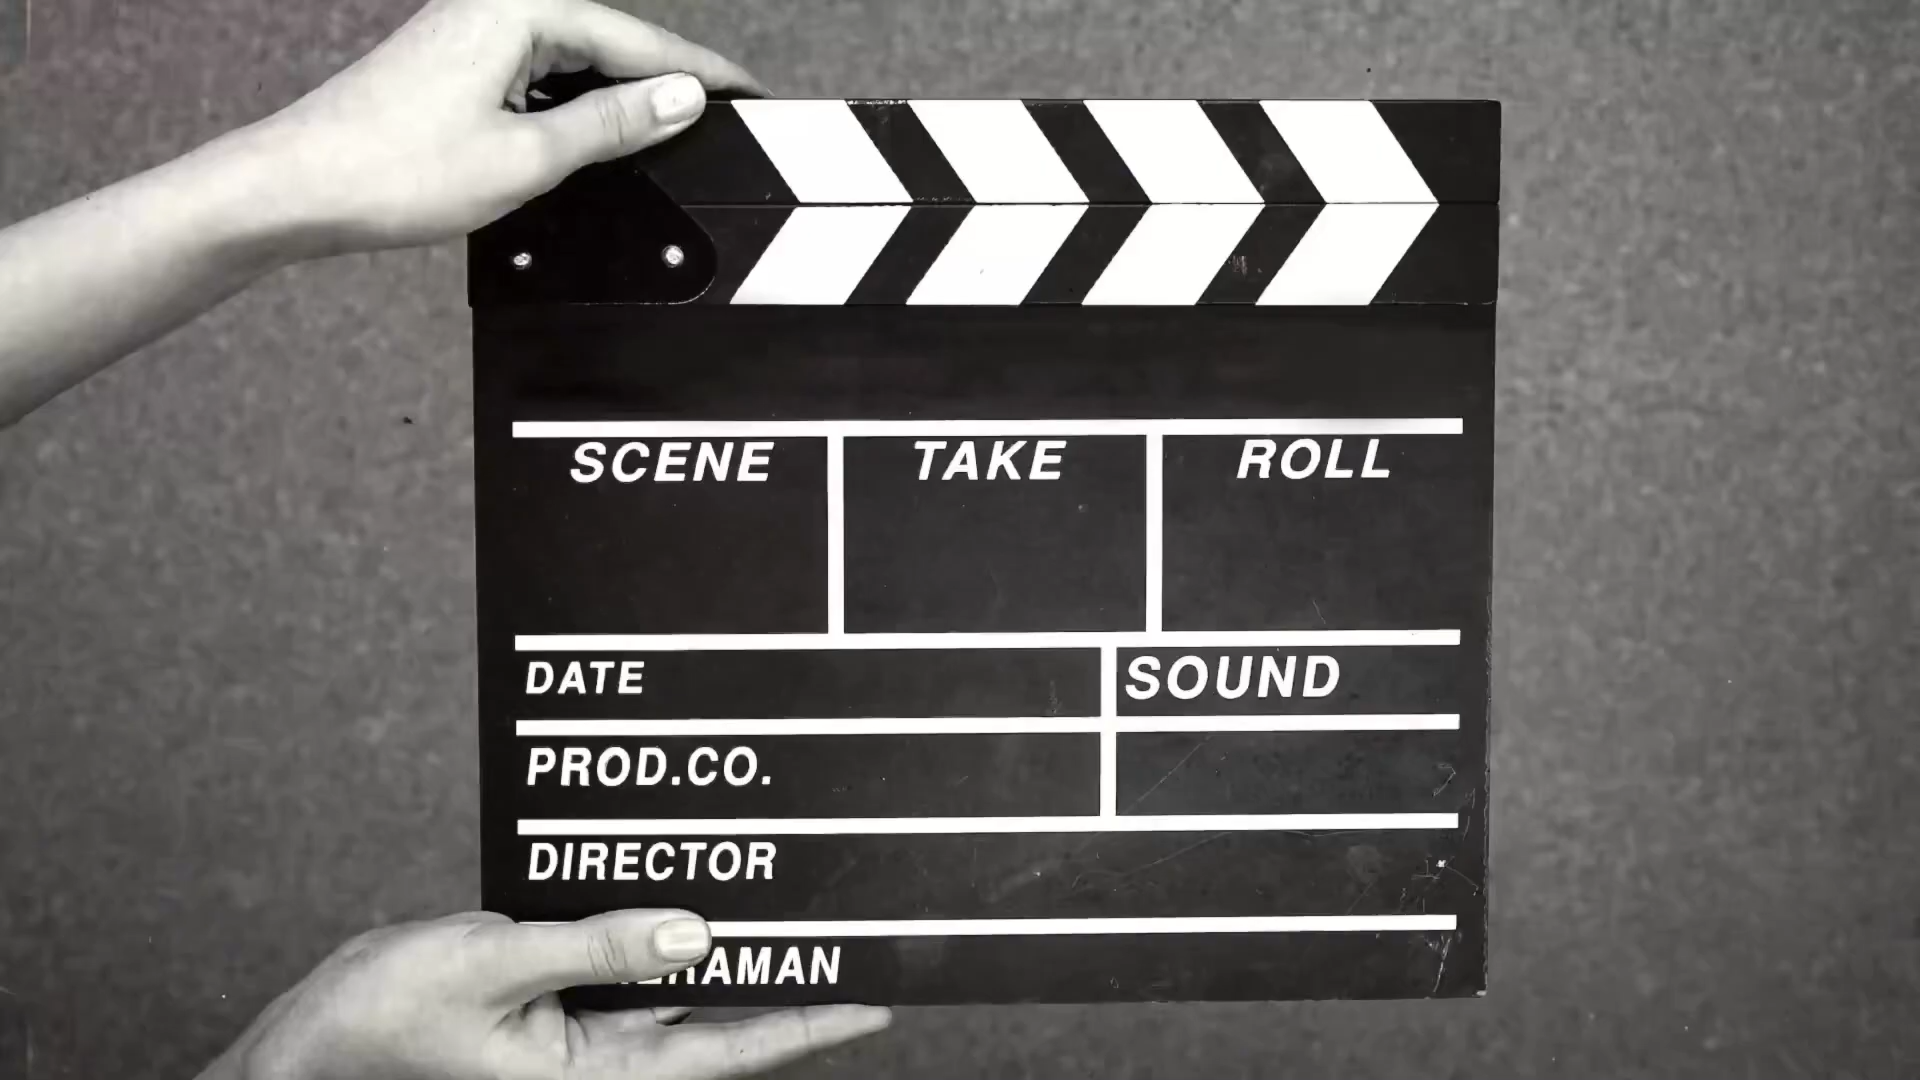 SCENE TAKE ROLL
DATE SOUND
PROD.CO.
DIRECTOR